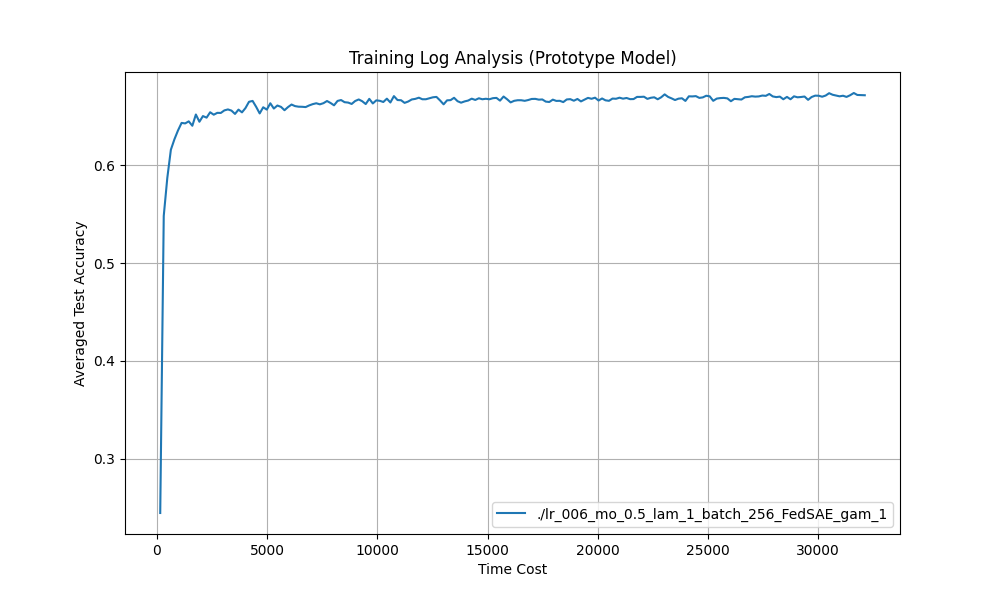 Training Log Analysis (Prototype Model)
Averaged Test Accuracy
0.6
0.5
0.4
0.3
./lr_006_mo_0.5_lam_1_batch_256_FedSAE_gam_1
0 5000 10000 15000 20000 25000 30000
Time Cost